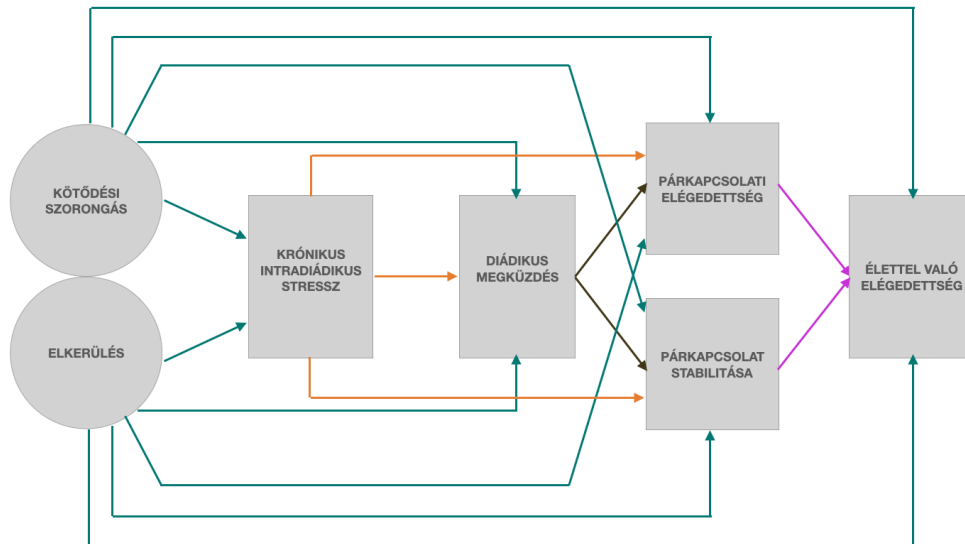 KÖTŐDÉSI
SZORONGÁS
ELKERÜLÉS
KRÓNIKUS
INTRADIÁDIKUS
STRESSZ
DIÁDIKUS
MEGKÜZDÉS
PÁRKAPCSOLATI
ELÉGEDETTSÉG
PÁRKAPCSOLAT
STABILITÁSA
ÉLETTEL VALÓ
ELÉGEDETTSÉG